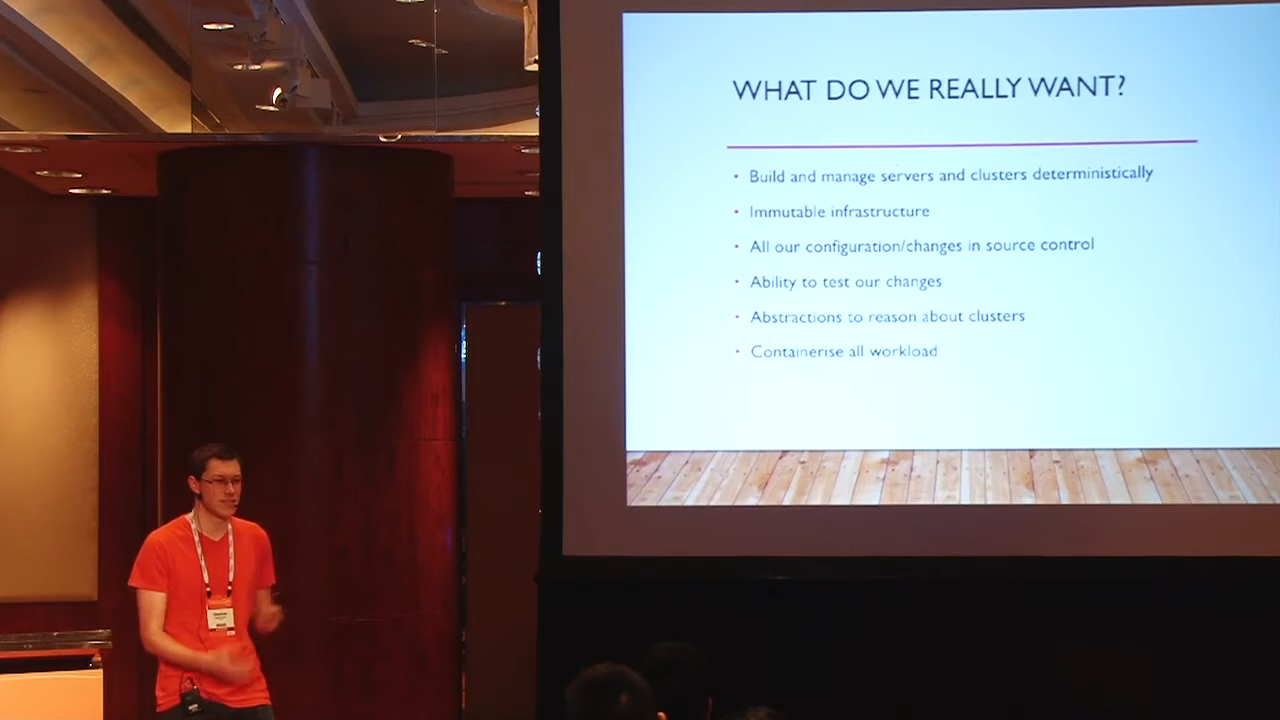 WHAT DO WE REALLY WANT?
• Build and manage servers and clusters deterministically
• Immutable infrastructure
• All our configuration/changes in source control
• Ability to test our changes
• Abstractions to reason about clusters
• Containerise all workload